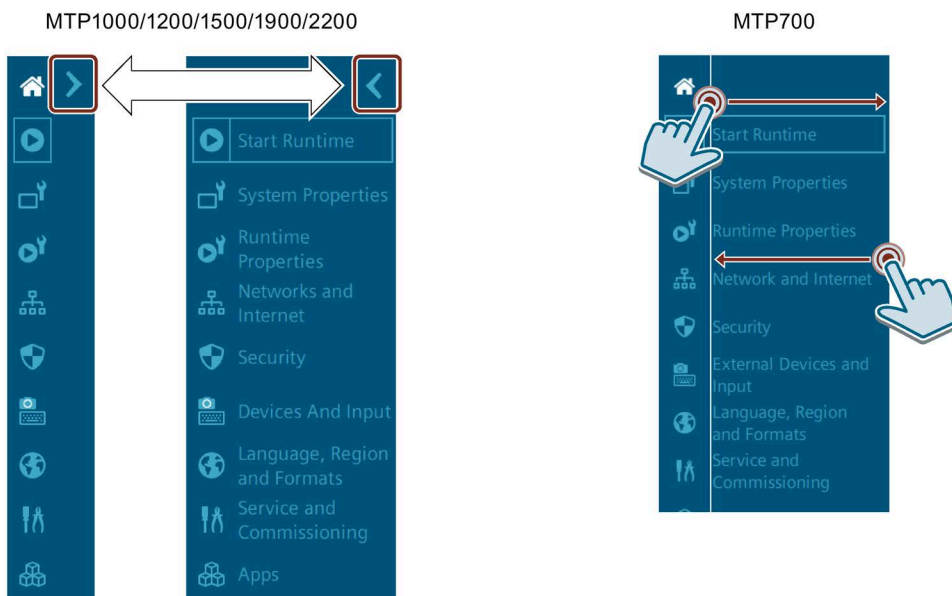 MTP1000/1200/1500/1900/2200
Start Runtime
System Properties
Runtime
Properties
Networks and
Internet
Security
Devices And Input
Language, Region
and Formats
Service and
Commissioning
Apps
MTP700
Start Runtime
System Properties
Runtime Properties
Network and Internet
Security
External Devices and
Input
Language, Region
and Formats
Service and
Commissioning